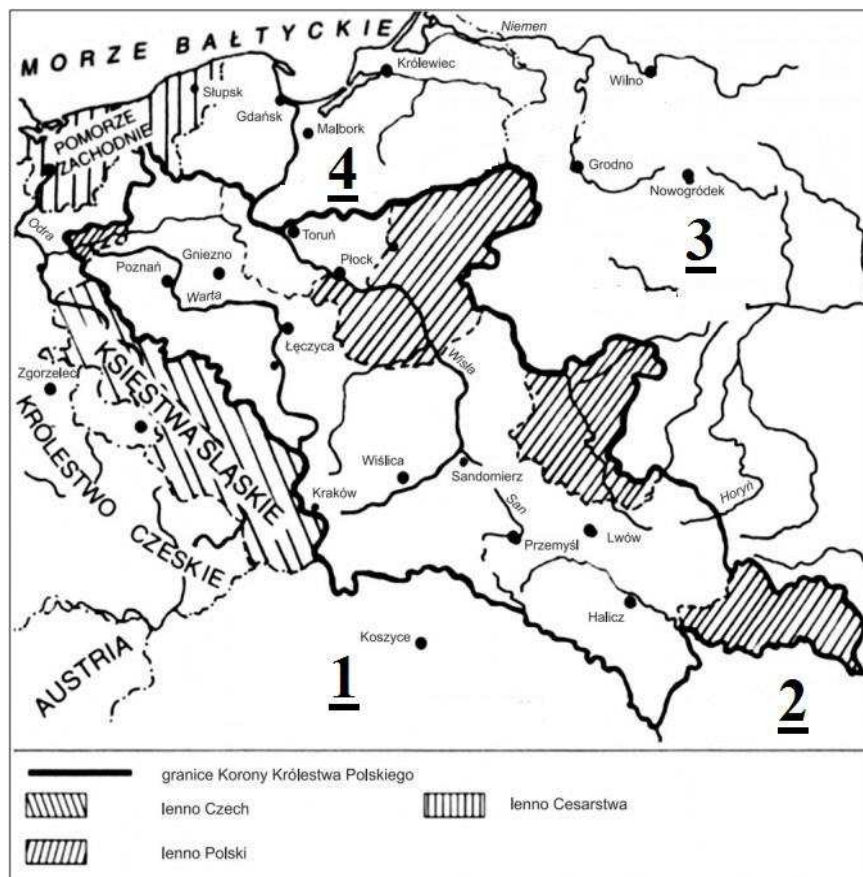 MORZE BAŁTYCKIE
Niemen
Królewiec
Wilno
Słupsk
Gdańsk
POMORZE
ZACHODNIE
Malbork
4
Grodno
Nowogródek
Odra
Toruń
3
Gniezno
Płock
Poznań
Warta
Łęczyca
Wisła
Zgorzelec
KSIĘSTWA ŚLĄSKIE
KRÓLESTWO CZESKIE
Wiślica
Sandomierz
Kraków
San
Horyń
Przemyśl
Lwów
Halicz
AUSTRIA
Koszyce
1
2
granice Korony Królestwa Polskiego
lenno Czech
lenno Cesarstwa
lenno Polski